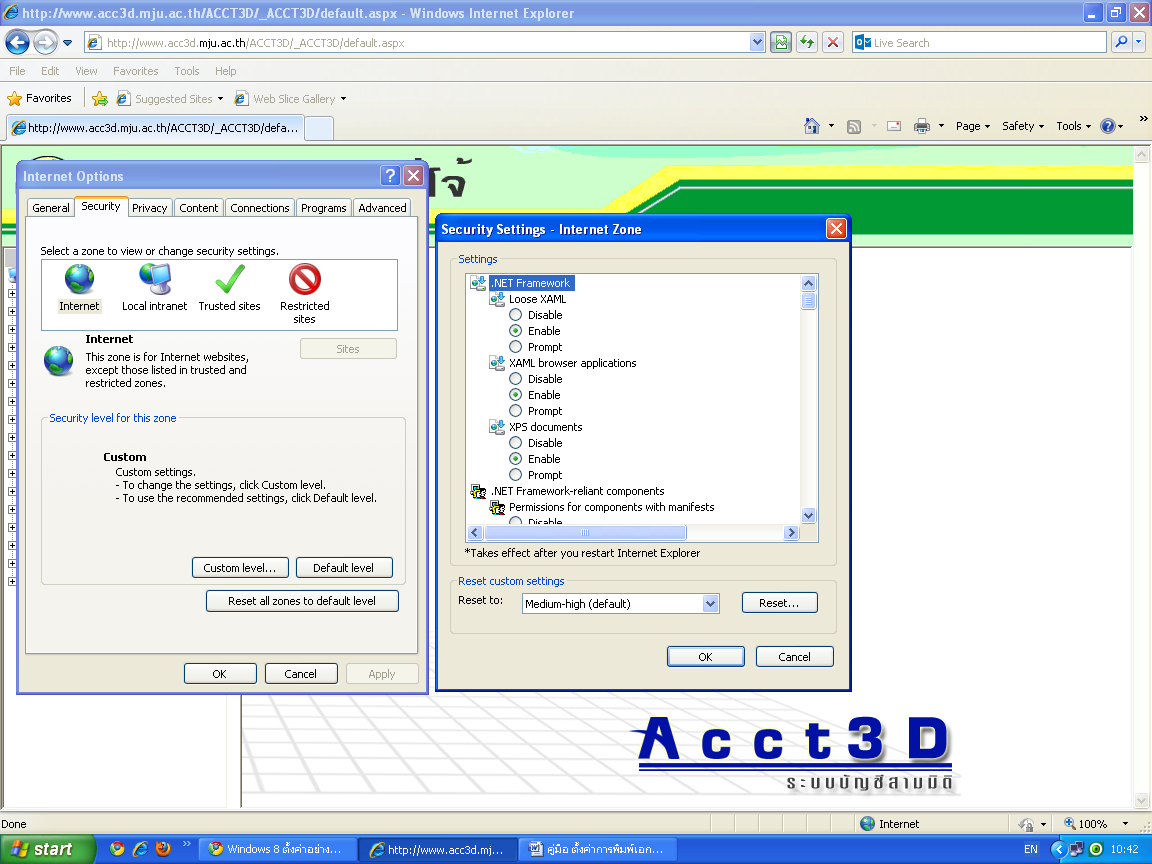 http://www.acc3d.mju.ac.th/ACCT3D/_ACCT3D/default.aspx - Windows Internet Explorer
http://www.acc3d.mju.ac.th/ACCT3D/_ACCT3D/default.aspx
Live Search
File Edit View Favorites Tools Help
Favorites Suggested Sites Web Slice Gallery
http://www.acc3d.mju.ac.th/ACCT3D/_ACCT3D/defa...
Page Safety Tools
Internet Options
General Security Privacy Content Connections Programs Advanced
Select a zone to view or change security settings.
Internet Local intranet Trusted sites Restricted sites
Internet
Sites
This zone is for Internet websites,
except those listed in trusted and
restricted zones.
Security level for this zone
Custom
Custom settings.
- To change the settings, click Custom level.
- To use the recommended settings, click Default level.
Custom level... Default level
Reset all zones to default level
OK Cancel Apply
Security Settings - Internet Zone
Settings
.NET Framework
Loose XAML
Disable
Enable
Prompt
XAML browser applications
Disable
Enable
Prompt
XPS documents
Disable
Enable
Prompt
.NET Framework-reliant components
Permissions for components with manifests
Disable
*Takes effect after you restart Internet Explorer
Reset custom settings
Reset to: Medium-high (default) Reset...
OK Cancel
Acct3D
ระบบบัญชีสามมิติ
Done Internet 100%
start Windows 8 ตั้งค่าอย่าง... http://www.acc3d.mj... คู่มือ ตั้งค่าการพิมพ์เอก... EN 10:42